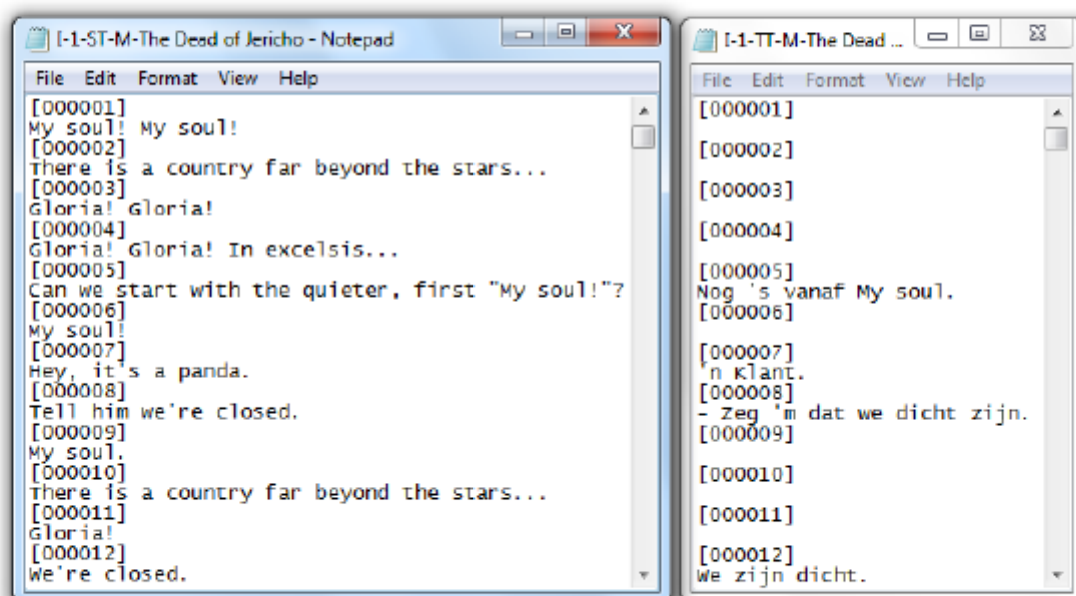 I-1-ST-M-The Dead of Jericho - Notepad
File Edit Format View Help
[000001]
My soul! My soul!
[000002]
There is a country far beyond the stars...
[000003]
Gloria! Gloria!
[000004]
Gloria! Gloria! In excelsis...
[000005]
Can we start with the quieter, first "My soul!"?
[000006]
My soul!
[000007]
Hey, it's a panda.
[000008]
Tell him we're closed.
[000009]
My soul.
[000010]
There is a country far beyond the stars...
[000011]
Gloria!
[000012]
We're closed.
I-1-TT-M-The Dead ...
File Edit Format View Help
[000001]
[000002]
[000003]
[000004]
[000005]
Nog 's vanaf My soul.
[000006]
[000007]
'n Klant.
[000008]
- Zeg 'm dat we dicht zijn.
[000009]
[000010]
[000011]
[000012]
We zijn dicht.